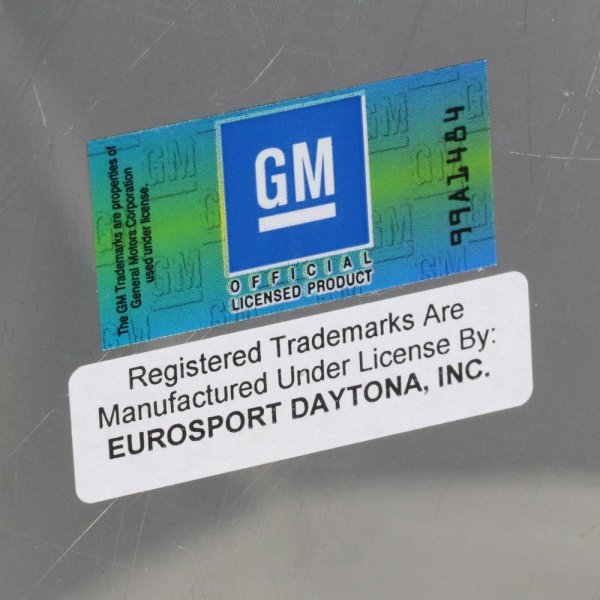 The GM Trademarks are properties of
General Motors Corporation
used under license.
GM
OFFICIAL
LICENSED PRODUCT
99VA1484
Registered Trademarks Are
Manufactured Under License By:
EUROSPORT DAYTONA, INC.